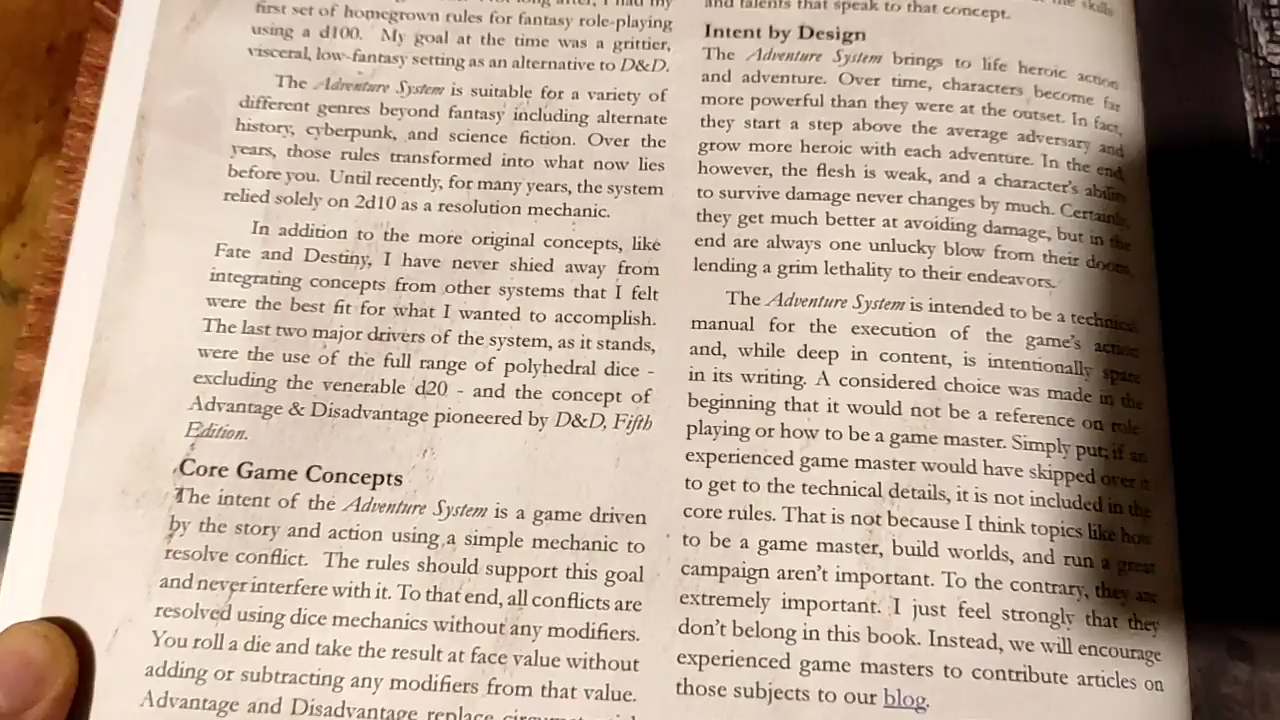 first set of homegrown rules for fantasy role-playing
using a d100. My goal at the time was a grittier,
visceral, low-fantasy setting as an alternative to D&D.
The Adventure System is suitable for a variety of
different genres beyond fantasy including alternate
history, cyberpunk, and science fiction. Over the
years, those rules transformed into what now lies
before you. Until recently, for many years, the system
relied solely on 2d10 as a resolution mechanic.
In addition to the more original concepts, like
Fate and Destiny, I have never shied away from
integrating concepts from other systems that I felt
were the best fit for what I wanted to accomplish.
The last two major drivers of the system, as it stands,
were the use of the full range of polyhedral dice -
excluding the venerable d20 - and the concept of
Advantage & Disadvantage pioneered by D&D, Fifth
Edition.
Core Game Concepts
The intent of the Adventure System is a game driven
by the story and action using a simple mechanic to
resolve conflict. The rules should support this goal
and never interfere with it. To that end, all conflicts are
resolved using dice mechanics without any modifiers.
You roll a die and take the result at face value without
adding or subtracting any modifiers from that value.
Advantage and Disadvantage replace
and talents that speak to that concept.
Intent by Design
The Adventure System brings to life heroic action
and adventure. Over time, characters become far
more powerful than they were at the outset. In fact,
they start a step above the average adversary and
grow more heroic with each adventure. In the end,
however, the flesh is weak, and a character's ability
to survive damage never changes by much. Certainly,
they get much better at avoiding damage, but in the
end are always one unlucky blow from their doom,
lending a grim lethality to their endeavors.
The Adventure System is intended to be a technical
manual for the execution of the game's action
and, while deep in content, is intentionally spare
in its writing. A considered choice was made in the
beginning that it would not be a reference on role
playing or how to be a game master. Simply put; if an
experienced game master would have skipped over it
to get to the technical details, it is not included in the
core rules. That is not because I think topics like how
to be a game master, build worlds, and run a great
campaign aren't important. To the contrary, they are
extremely important. I just feel strongly that they
don't belong in this book. Instead, we will encourage
experienced game masters to contribute articles on
those subjects to our blog.